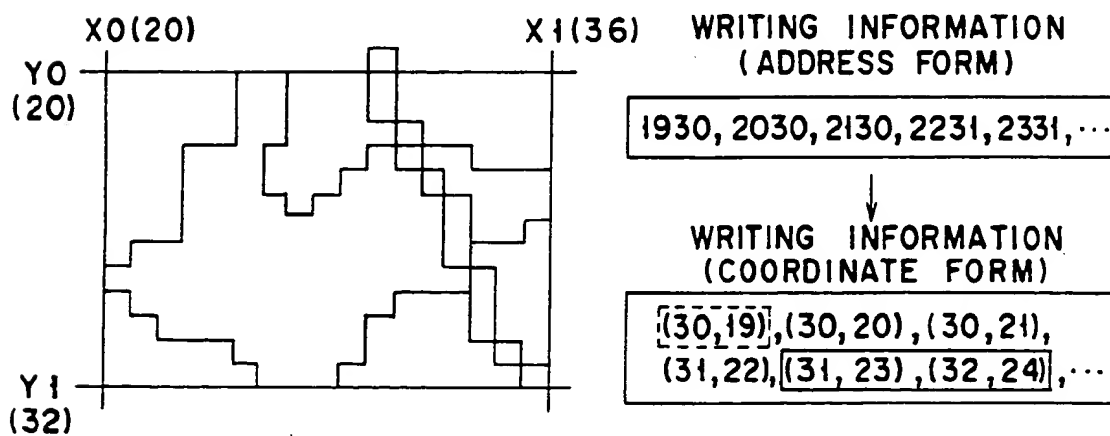 X0(20)
X1(36)
Y0
(20)
Y1
(32)
WRITING INFORMATION
(ADDRESS FORM)
1930, 2030, 2130, 2231, 2331, ···
WRITING INFORMATION
(COORDINATE FORM)
(30,19), (30,20), (30,21),
(31,22), (31,23), (32,24), ···